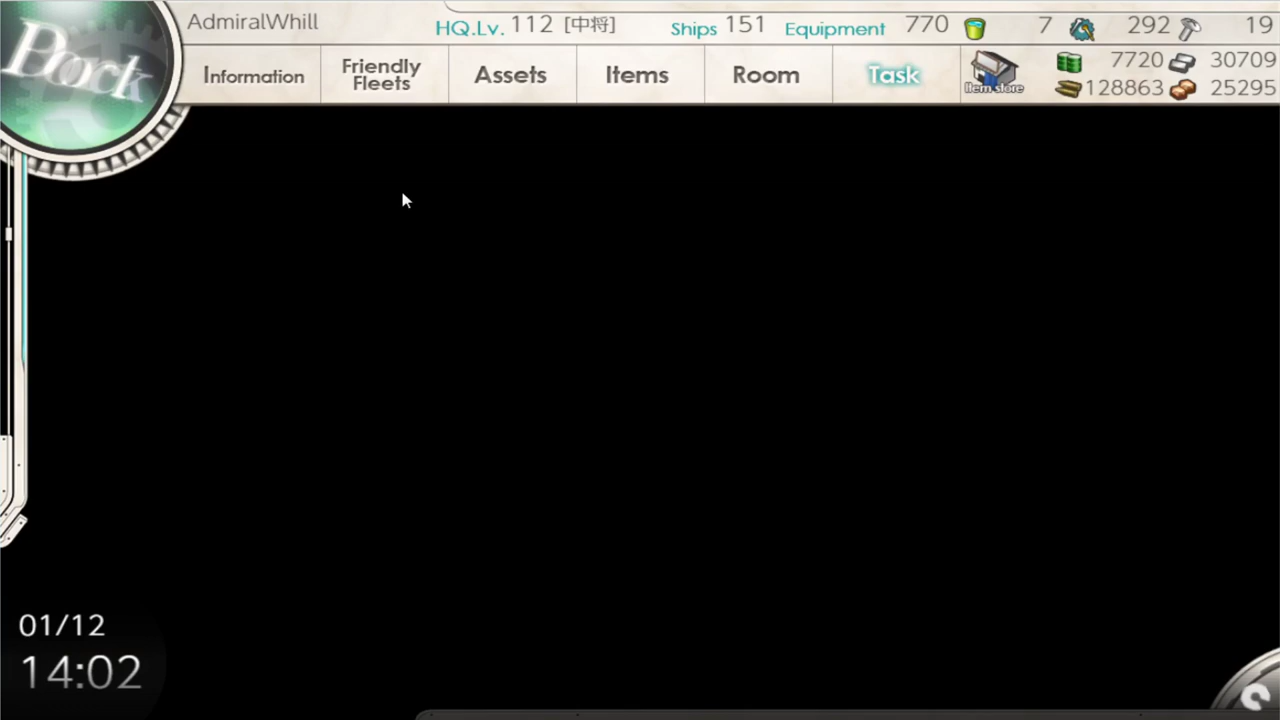 Dock
AdmiralWhill
HQ.Lv. 112 [中将]
Ships 151
Equipment 770
7
292
19
Information
Friendly
Fleets
Assets
Items
Room
Task
Item store
7720
30709
128863
25295
01/12
14:02